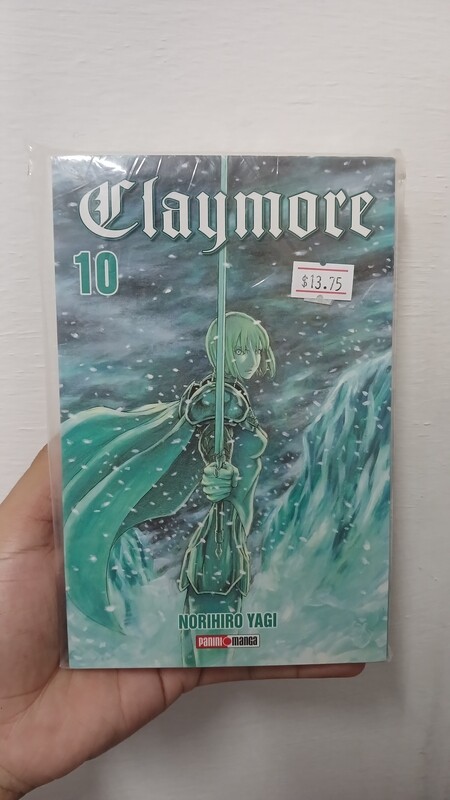 Claymore
10
$13.75
NORIHIRO YAGI
PANINI MANGA